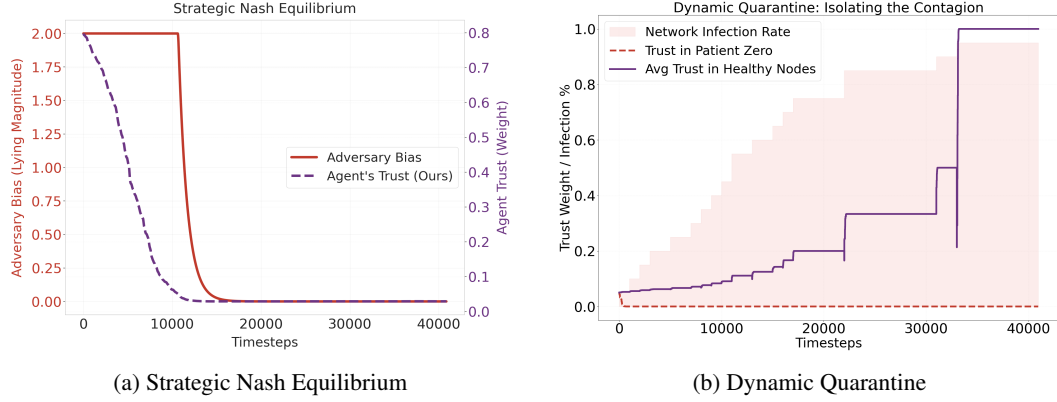 Strategic Nash Equilibrium
Adversary Bias (Lying Magnitude)
2.00
1.75
1.50
1.25
1.00
0.75
0.50
0.25
0.00
0.8
0.7
0.6
0.5
0.4
0.3
0.2
0.1
0.0
Agent Trust (Weight)
Adversary Bias
Agent's Trust (Ours)
0 10000 20000 30000 40000
Timesteps
(a) Strategic Nash Equilibrium
Dynamic Quarantine: Isolating the Contagion
Trust Weight / Infection %
1.0
0.8
0.6
0.4
0.2
0.0
Network Infection Rate
Trust in Patient Zero
Avg Trust in Healthy Nodes
0 10000 20000 30000 40000
Timesteps
(b) Dynamic Quarantine